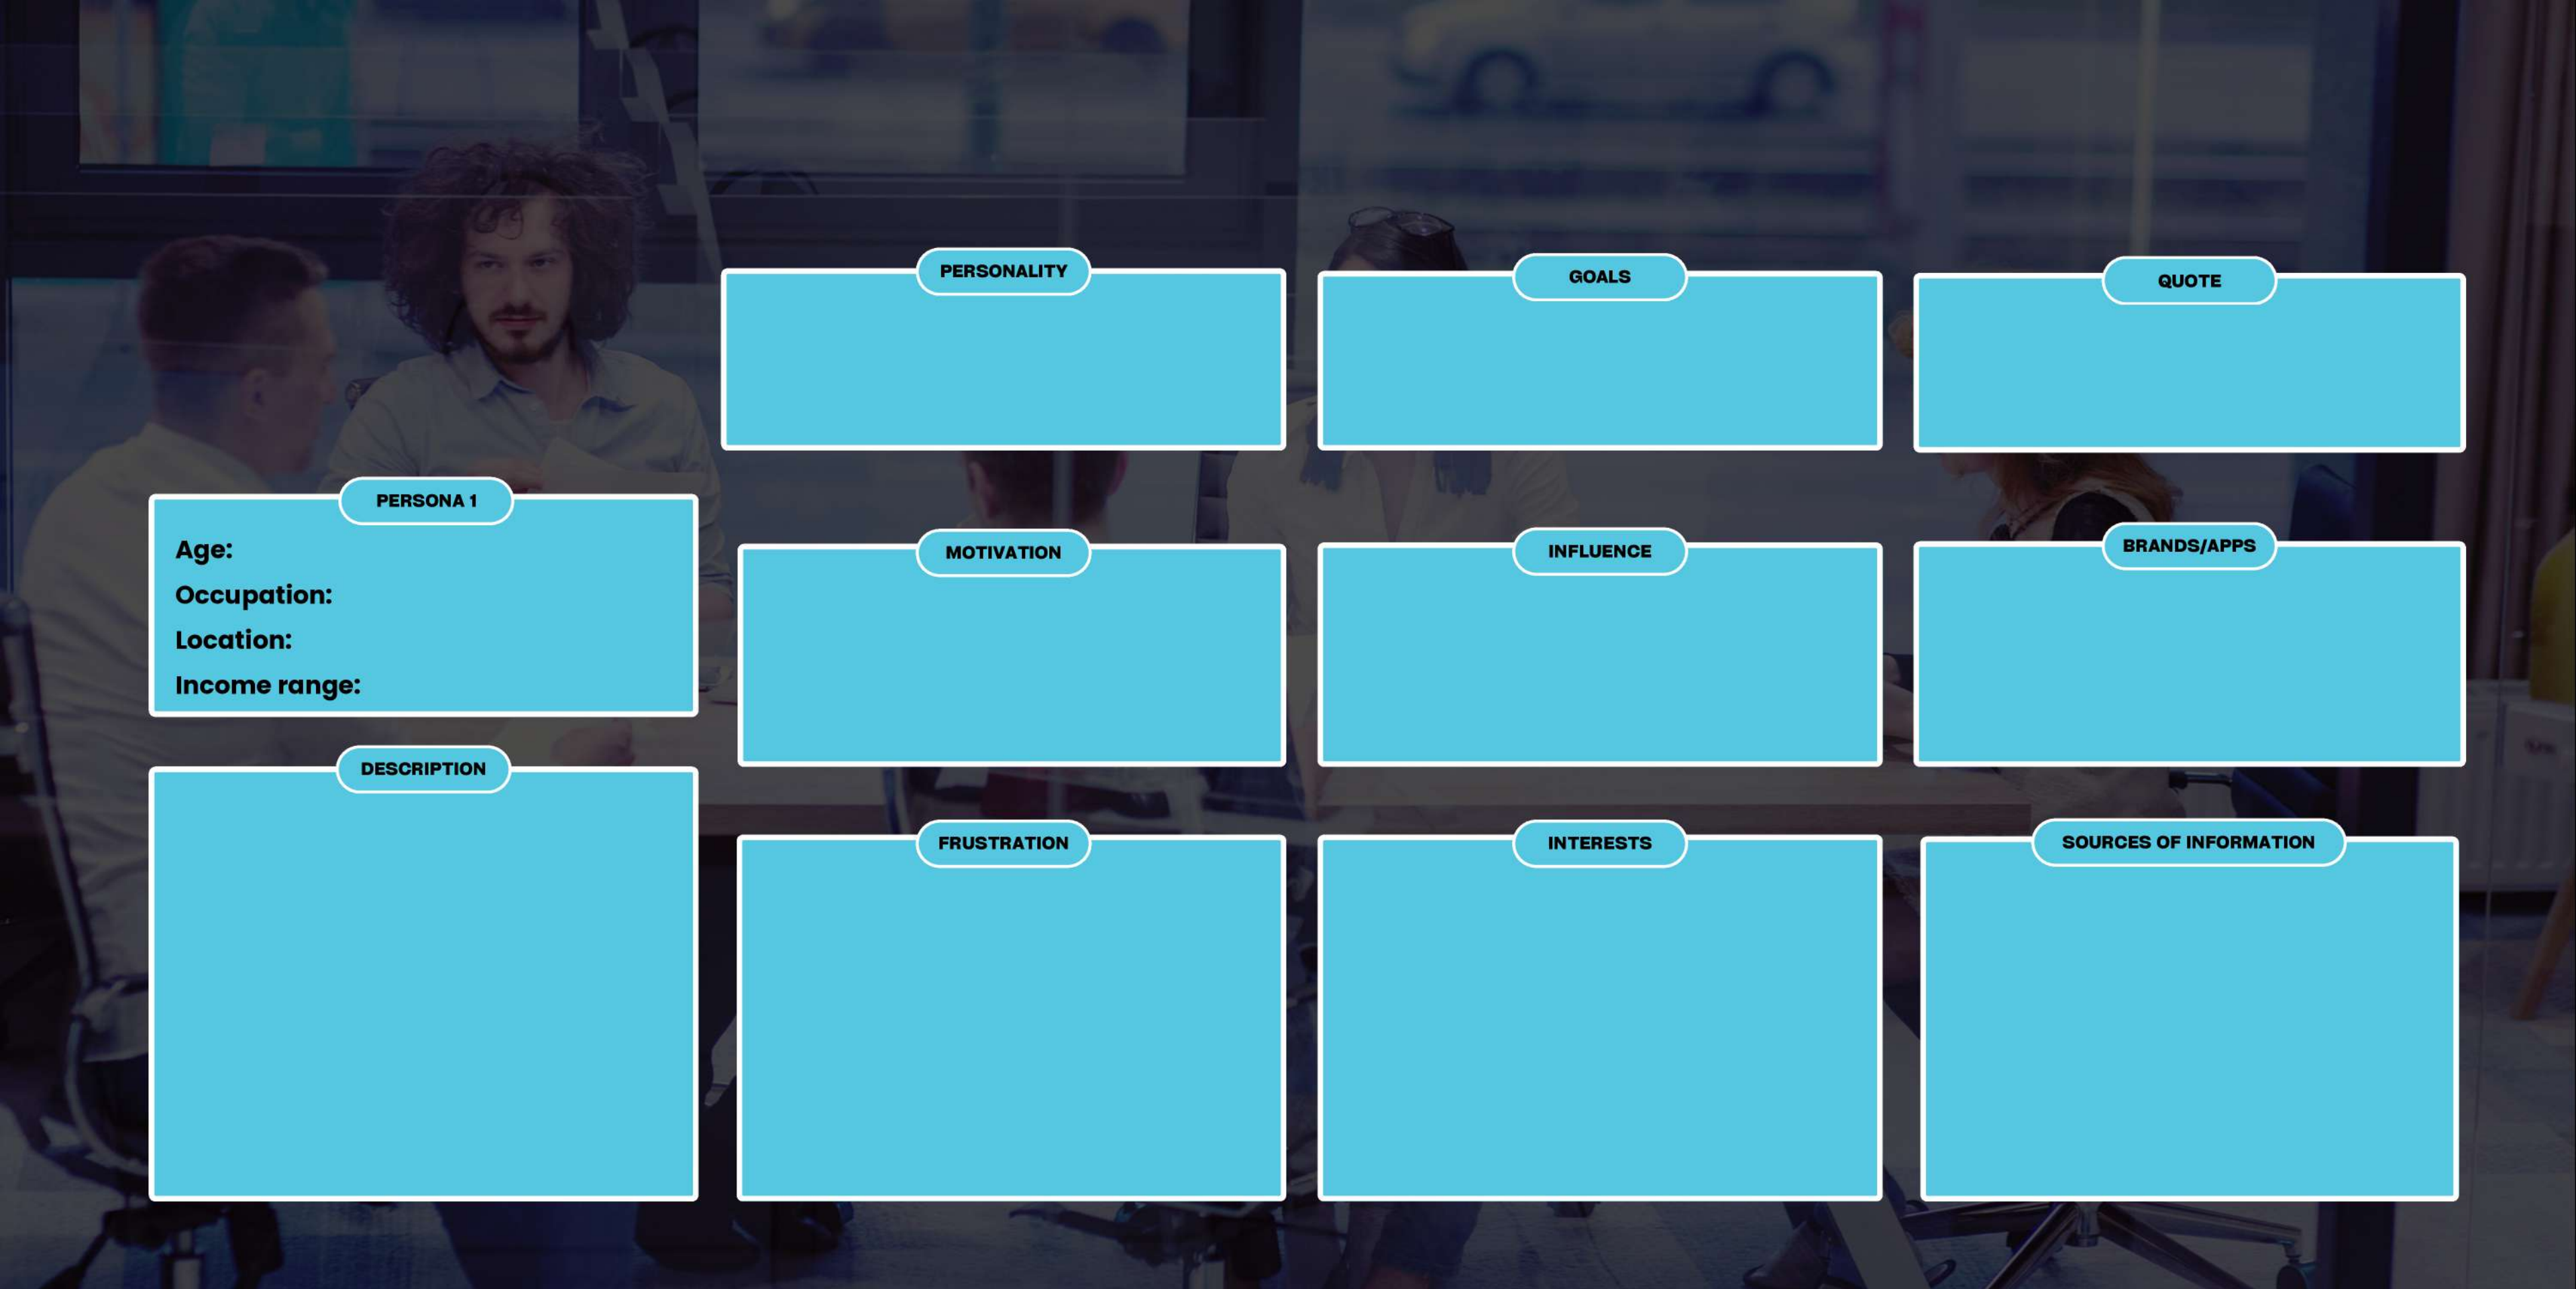 PERSONA 1
Age:
Occupation:
Location:
Income range:
DESCRIPTION
PERSONALITY
GOALS
QUOTE
MOTIVATION
INFLUENCE
BRANDS/APPS
FRUSTRATION
INTERESTS
SOURCES OF INFORMATION